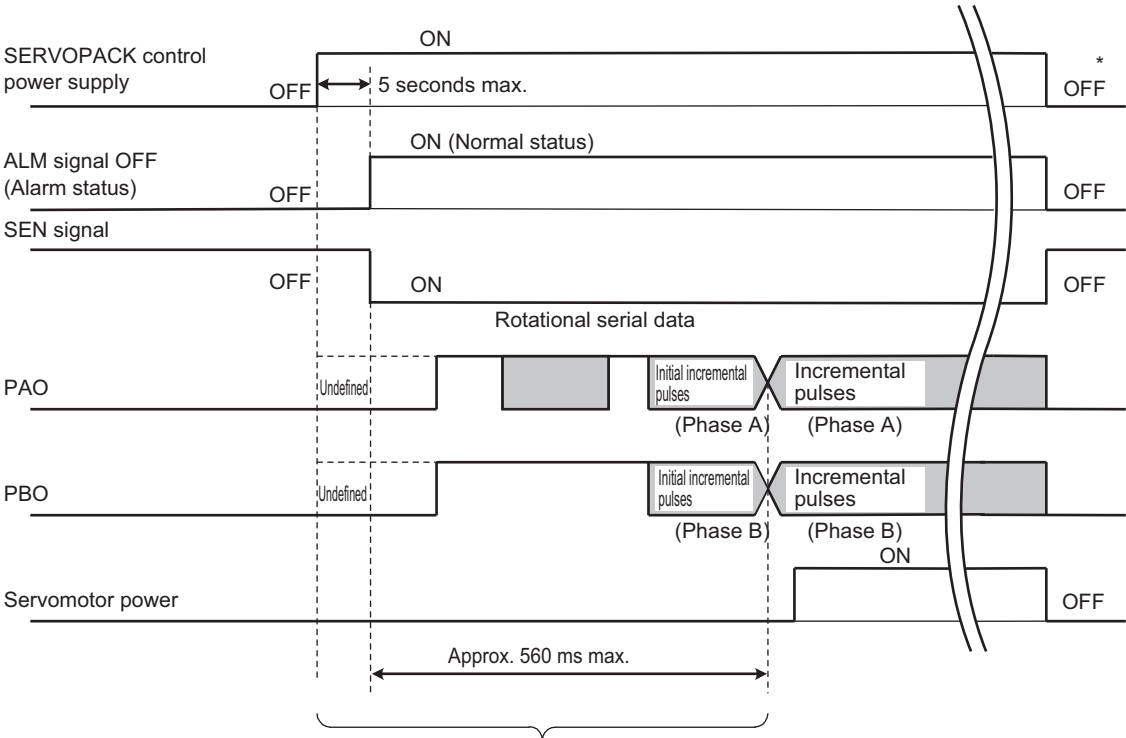 ON
SERVOPACK control
power supply
OFF
5 seconds max.
*
OFF
ON (Normal status)
ALM signal OFF
(Alarm status)
OFF
OFF
SEN signal
OFF
ON
OFF
Rotational serial data
PAO
Undefined
Initial incremental
pulses
Incremental
pulses
(Phase A)
(Phase A)
PBO
Undefined
Initial incremental
pulses
Incremental
pulses
(Phase B)
(Phase B)
ON
Servomotor power
OFF
Approx. 560 ms max.